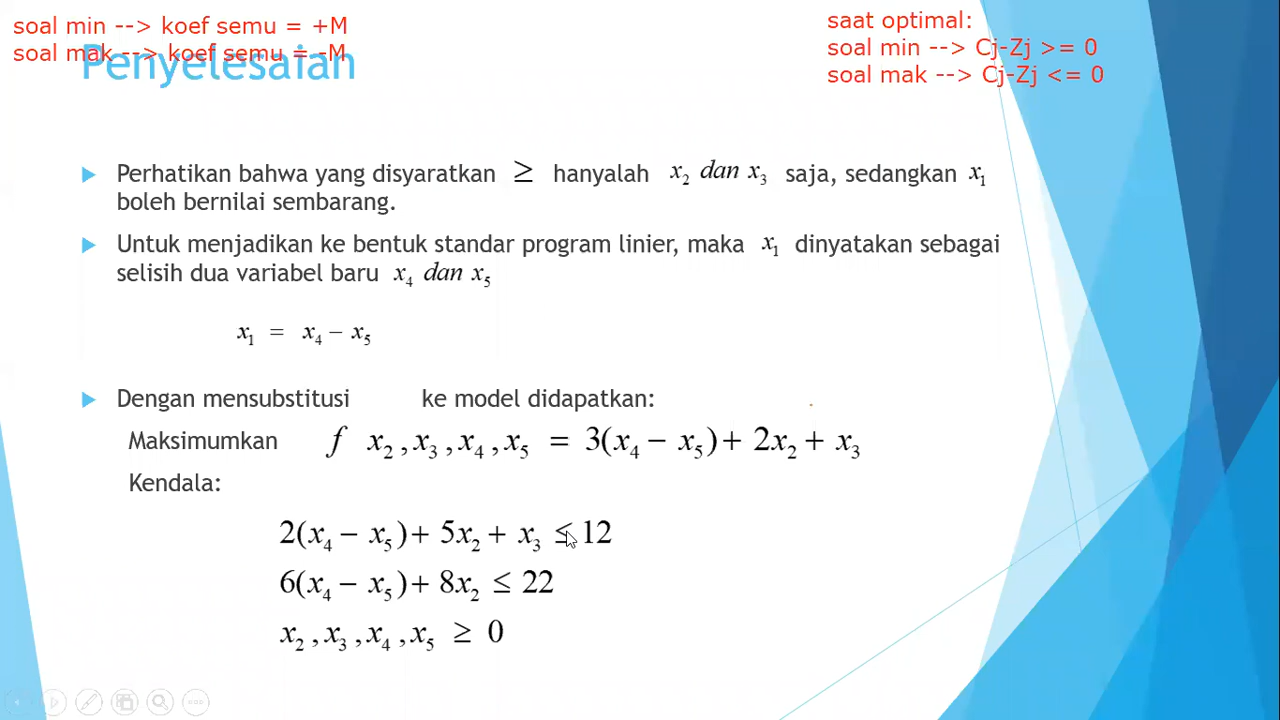 soal min --> koef semu = +M
soal mak --> koef semu = -M
saat optimal:
soal min --> Cj-Zj >= 0
soal mak --> Cj-Zj <= 0
Penyelesaian
Perhatikan bahwa yang disyaratkan ≥ hanyalah x₂ dan x₃ saja, sedangkan x₁
boleh bernilai sembarang.
Untuk menjadikan ke bentuk standar program linier, maka x₁ dinyatakan sebagai
selisih dua variabel baru x₄ dan x₅
x₁ = x₄ − x₅
Dengan mensubstitusi ke model didapatkan:
Maksimumkan f x₂ , x₃ , x₄ , x₅ = 3(x₄ − x₅) + 2x₂ + x₃
Kendala:
2(x₄ − x₅) + 5x₂ + x₃ ≤ 12
6(x₄ − x₅) + 8x₂ ≤ 22
x₂ , x₃ , x₄ , x₅ ≥ 0